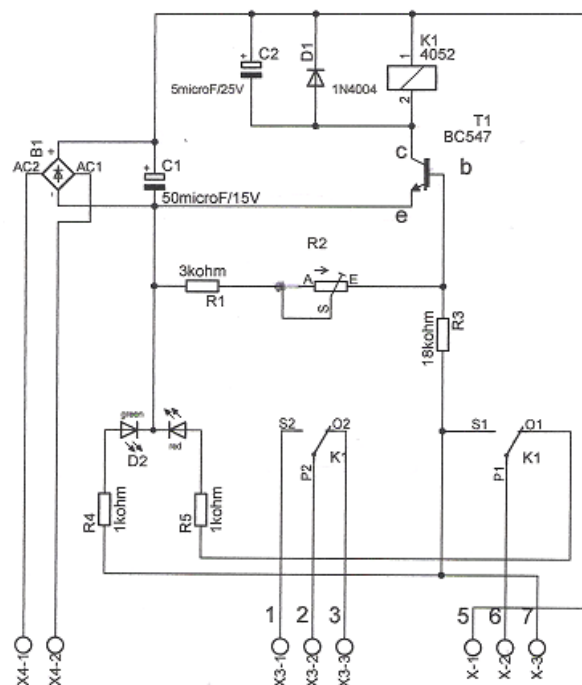 K1
4052
1
2
C2
5microF/25V
D1
1N4004
T1
BC547
c
b
e
B1
AC2
AC1
+
-
C1
50microF/15V
R2
3kohm
R1
A
E
S
R3
18kohm
green
red
D2
R4
1kohm
R5
1kohm
S2
O2
P2
K1
S1
O1
P1
K1
1
2
3
5
6
7
X4-1
X4-2
X3-1
X3-2
X3-3
X-1
X-2
X-3